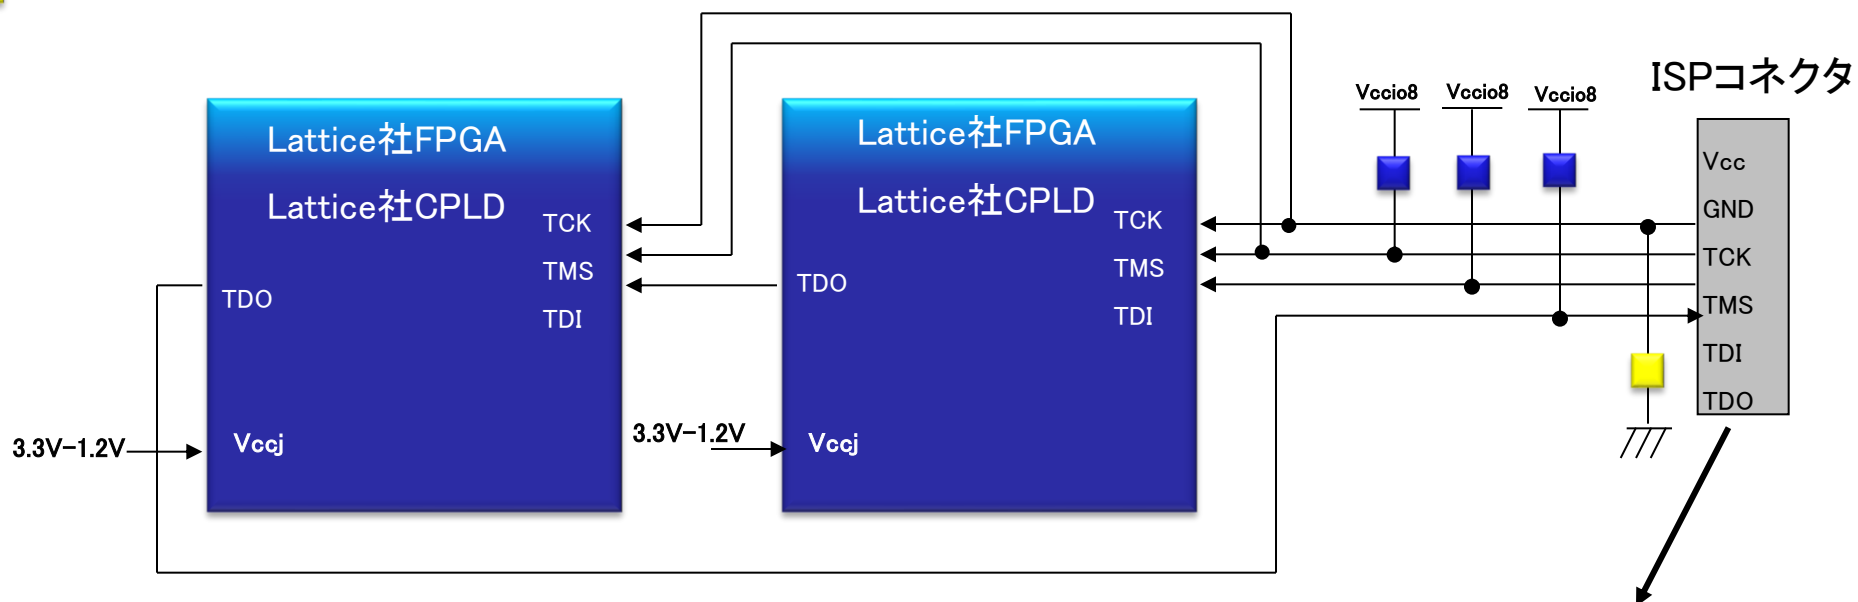 ISPコネクタ
Vccio8
Vccio8
Vccio8
Lattice社FPGA
Lattice社CPLD
TCK
TMS
TDI
TDO
Vccj
3.3V-1.2V
Lattice社FPGA
Lattice社CPLD
TCK
TMS
TDI
TDO
Vccj
3.3V-1.2V
Vcc
GND
TCK
TMS
TDI
TDO